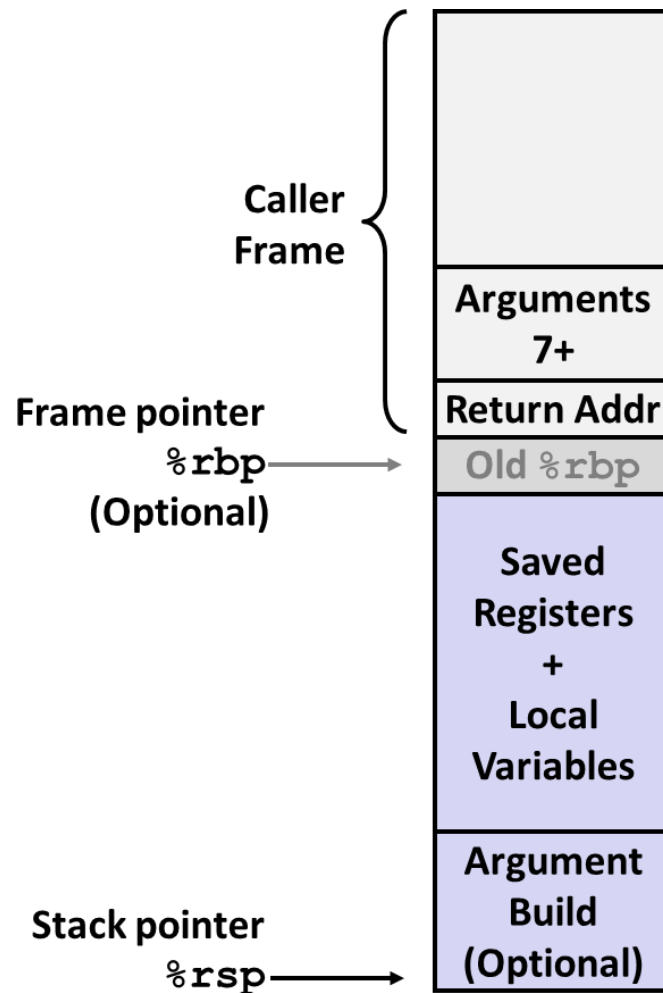 Caller
Frame
Arguments
7+
Return Addr
Frame pointer
%rbp
(Optional)
Old %rbp
Saved
Registers
+
Local
Variables
Argument
Build
(Optional)
Stack pointer
%rsp